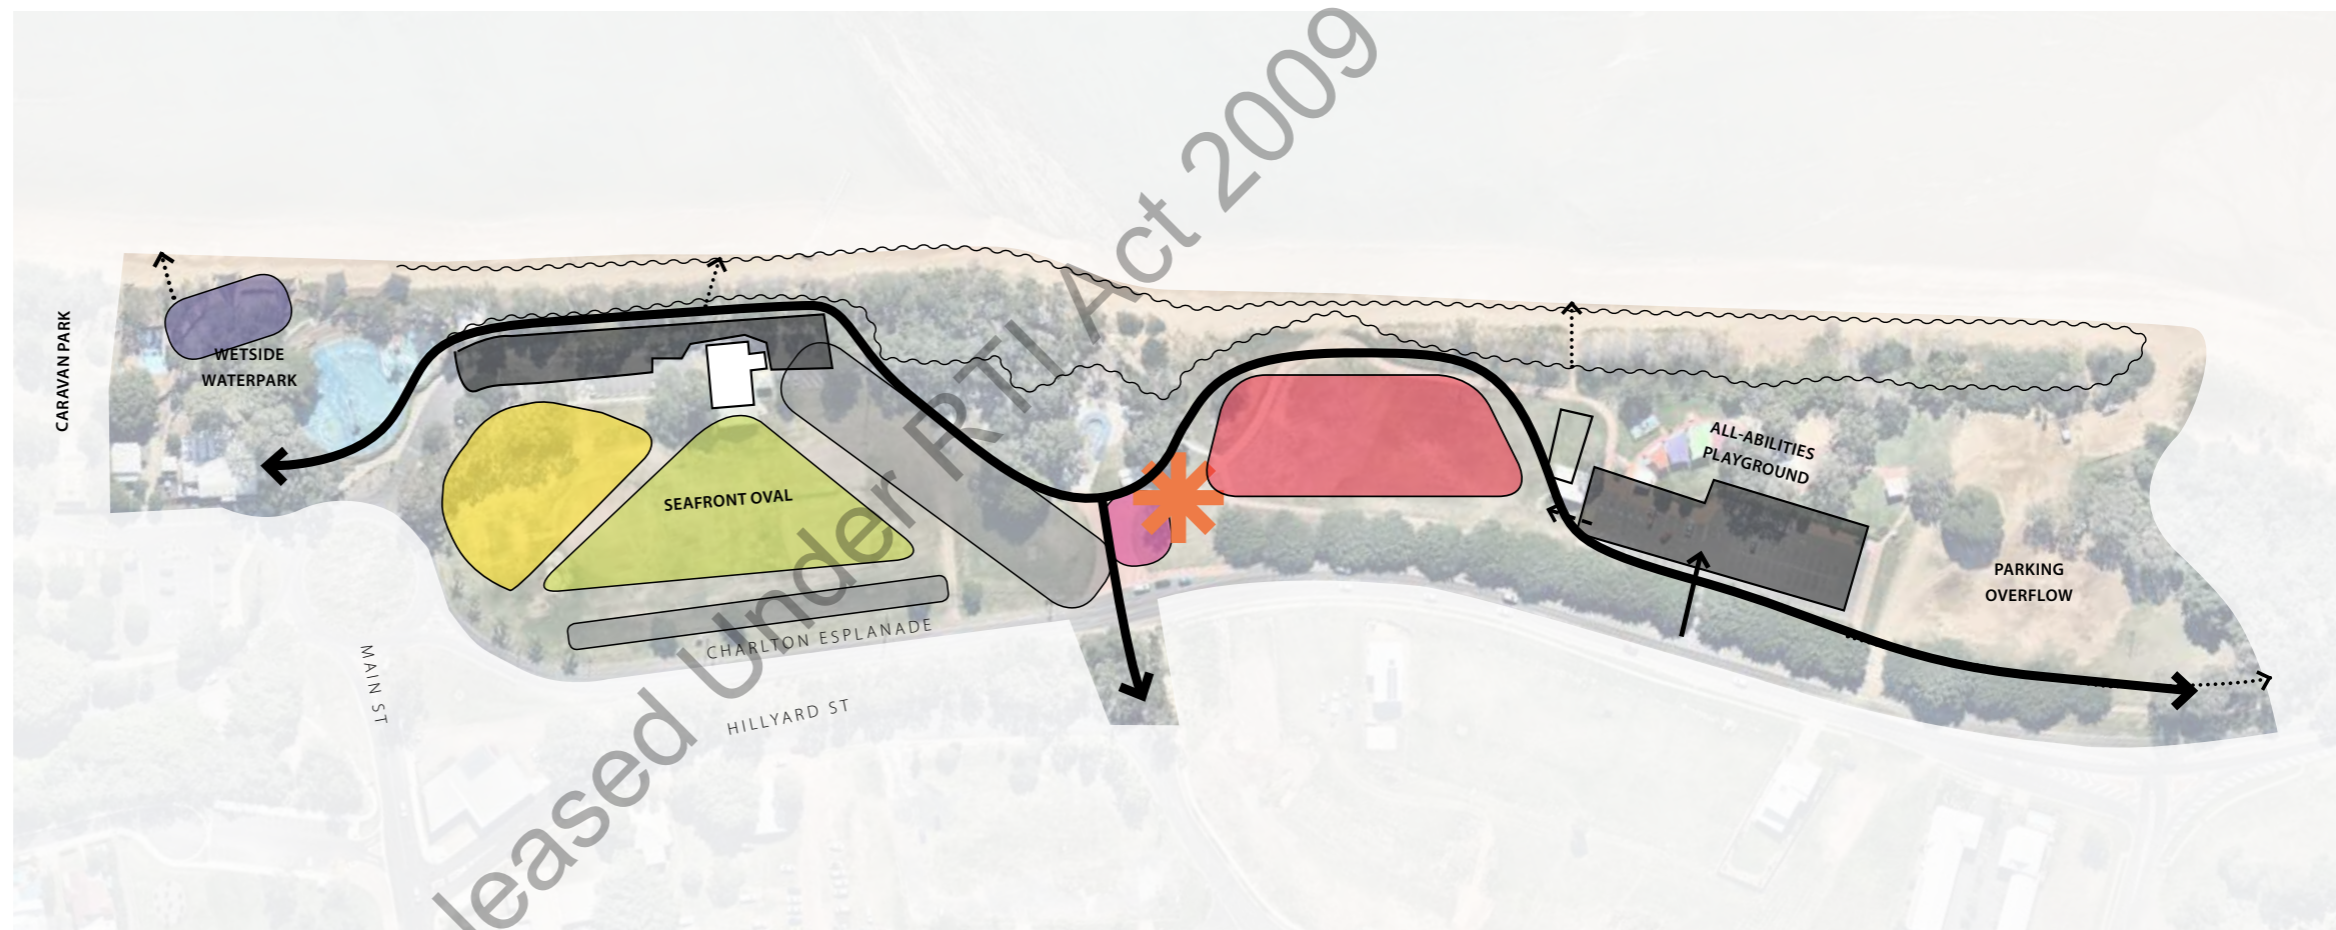 CARAVAN PARK
WETSIDE
WATERPARK
SEAFRONT OVAL
ALL-ABILITIES
PLAYGROUND
PARKING
OVERFLOW
CHARLTON ESPLANADE
MAIN ST
HILLYARD ST
leased Under RTI Act 2009